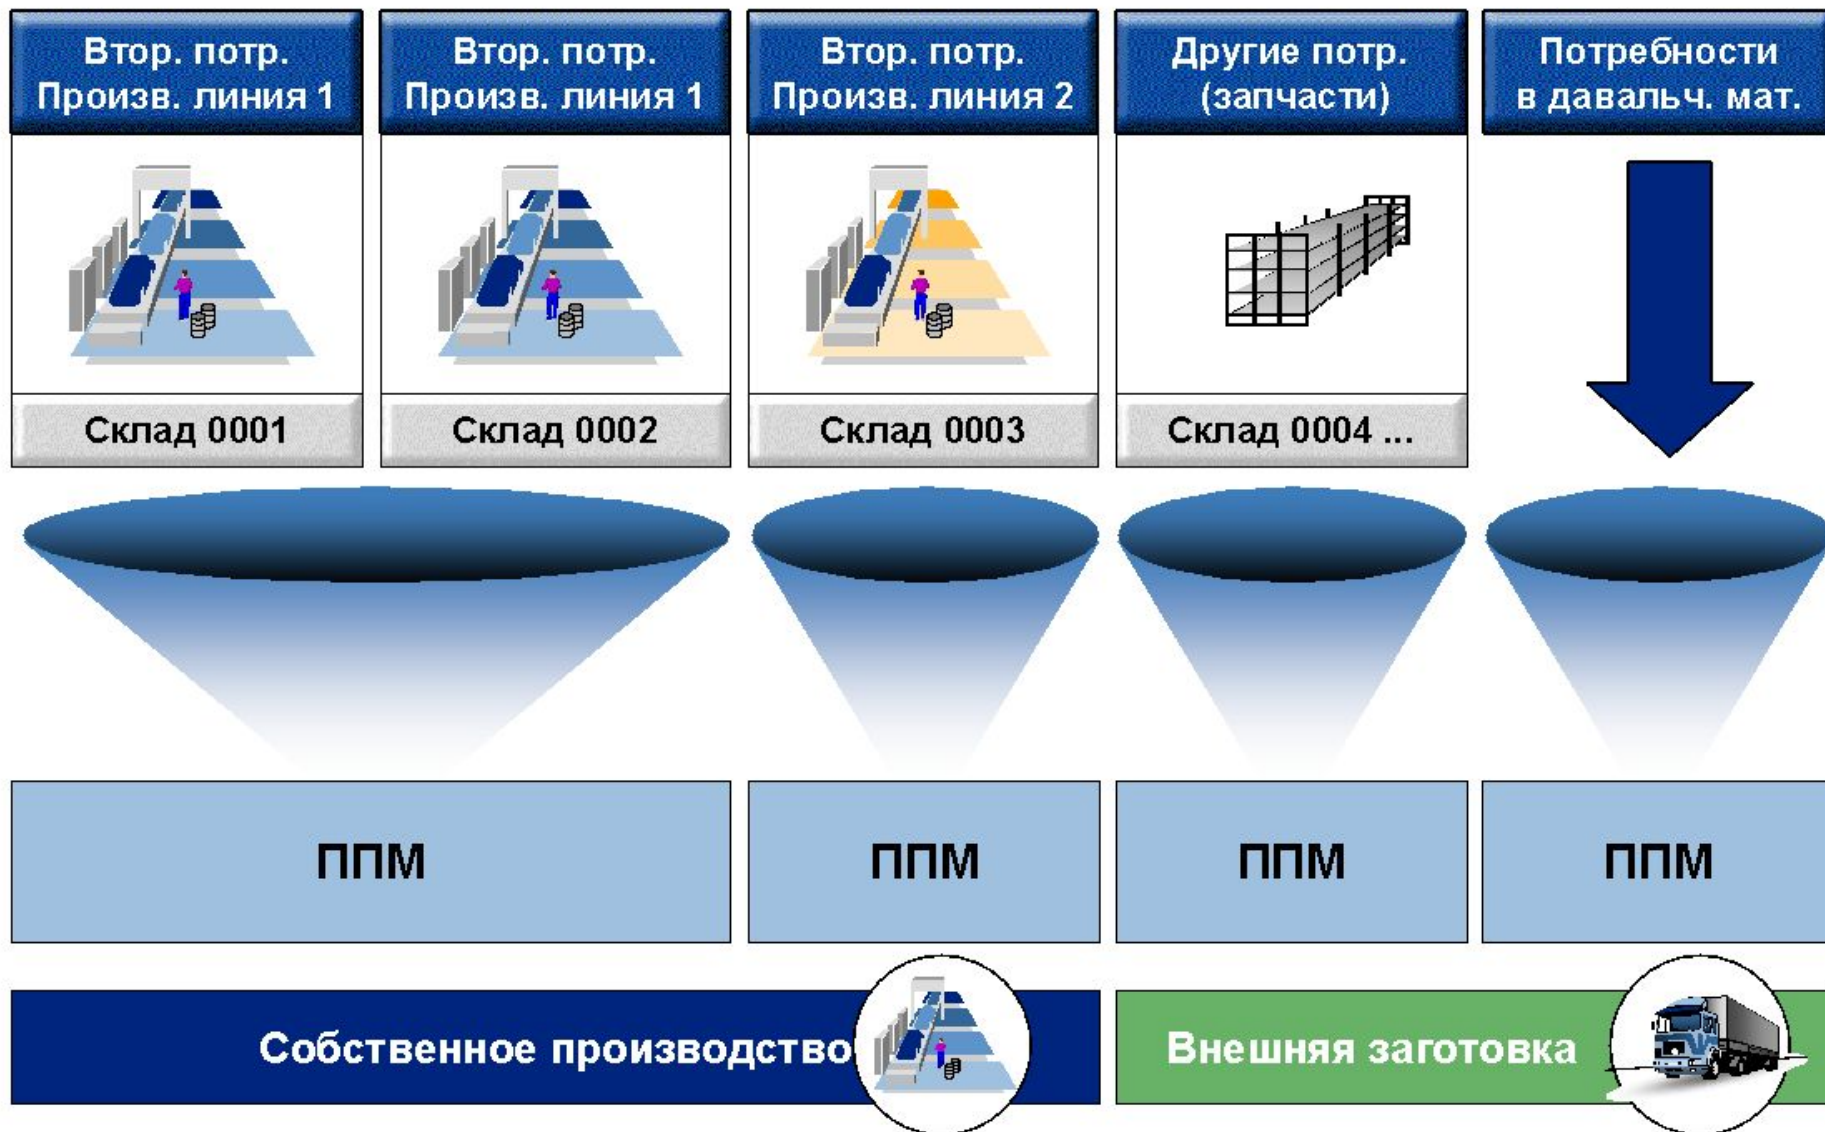 Втор. потр.
Произв. линия 1
Втор. потр.
Произв. линия 1
Втор. потр.
Произв. линия 2
Другие потр.
(запчасти)
Потребности
в давальч. мат.
Склад 0001
Склад 0002
Склад 0003
Склад 0004 ...
ППМ
ППМ
ППМ
ППМ
Собственное производство
Внешняя заготовка